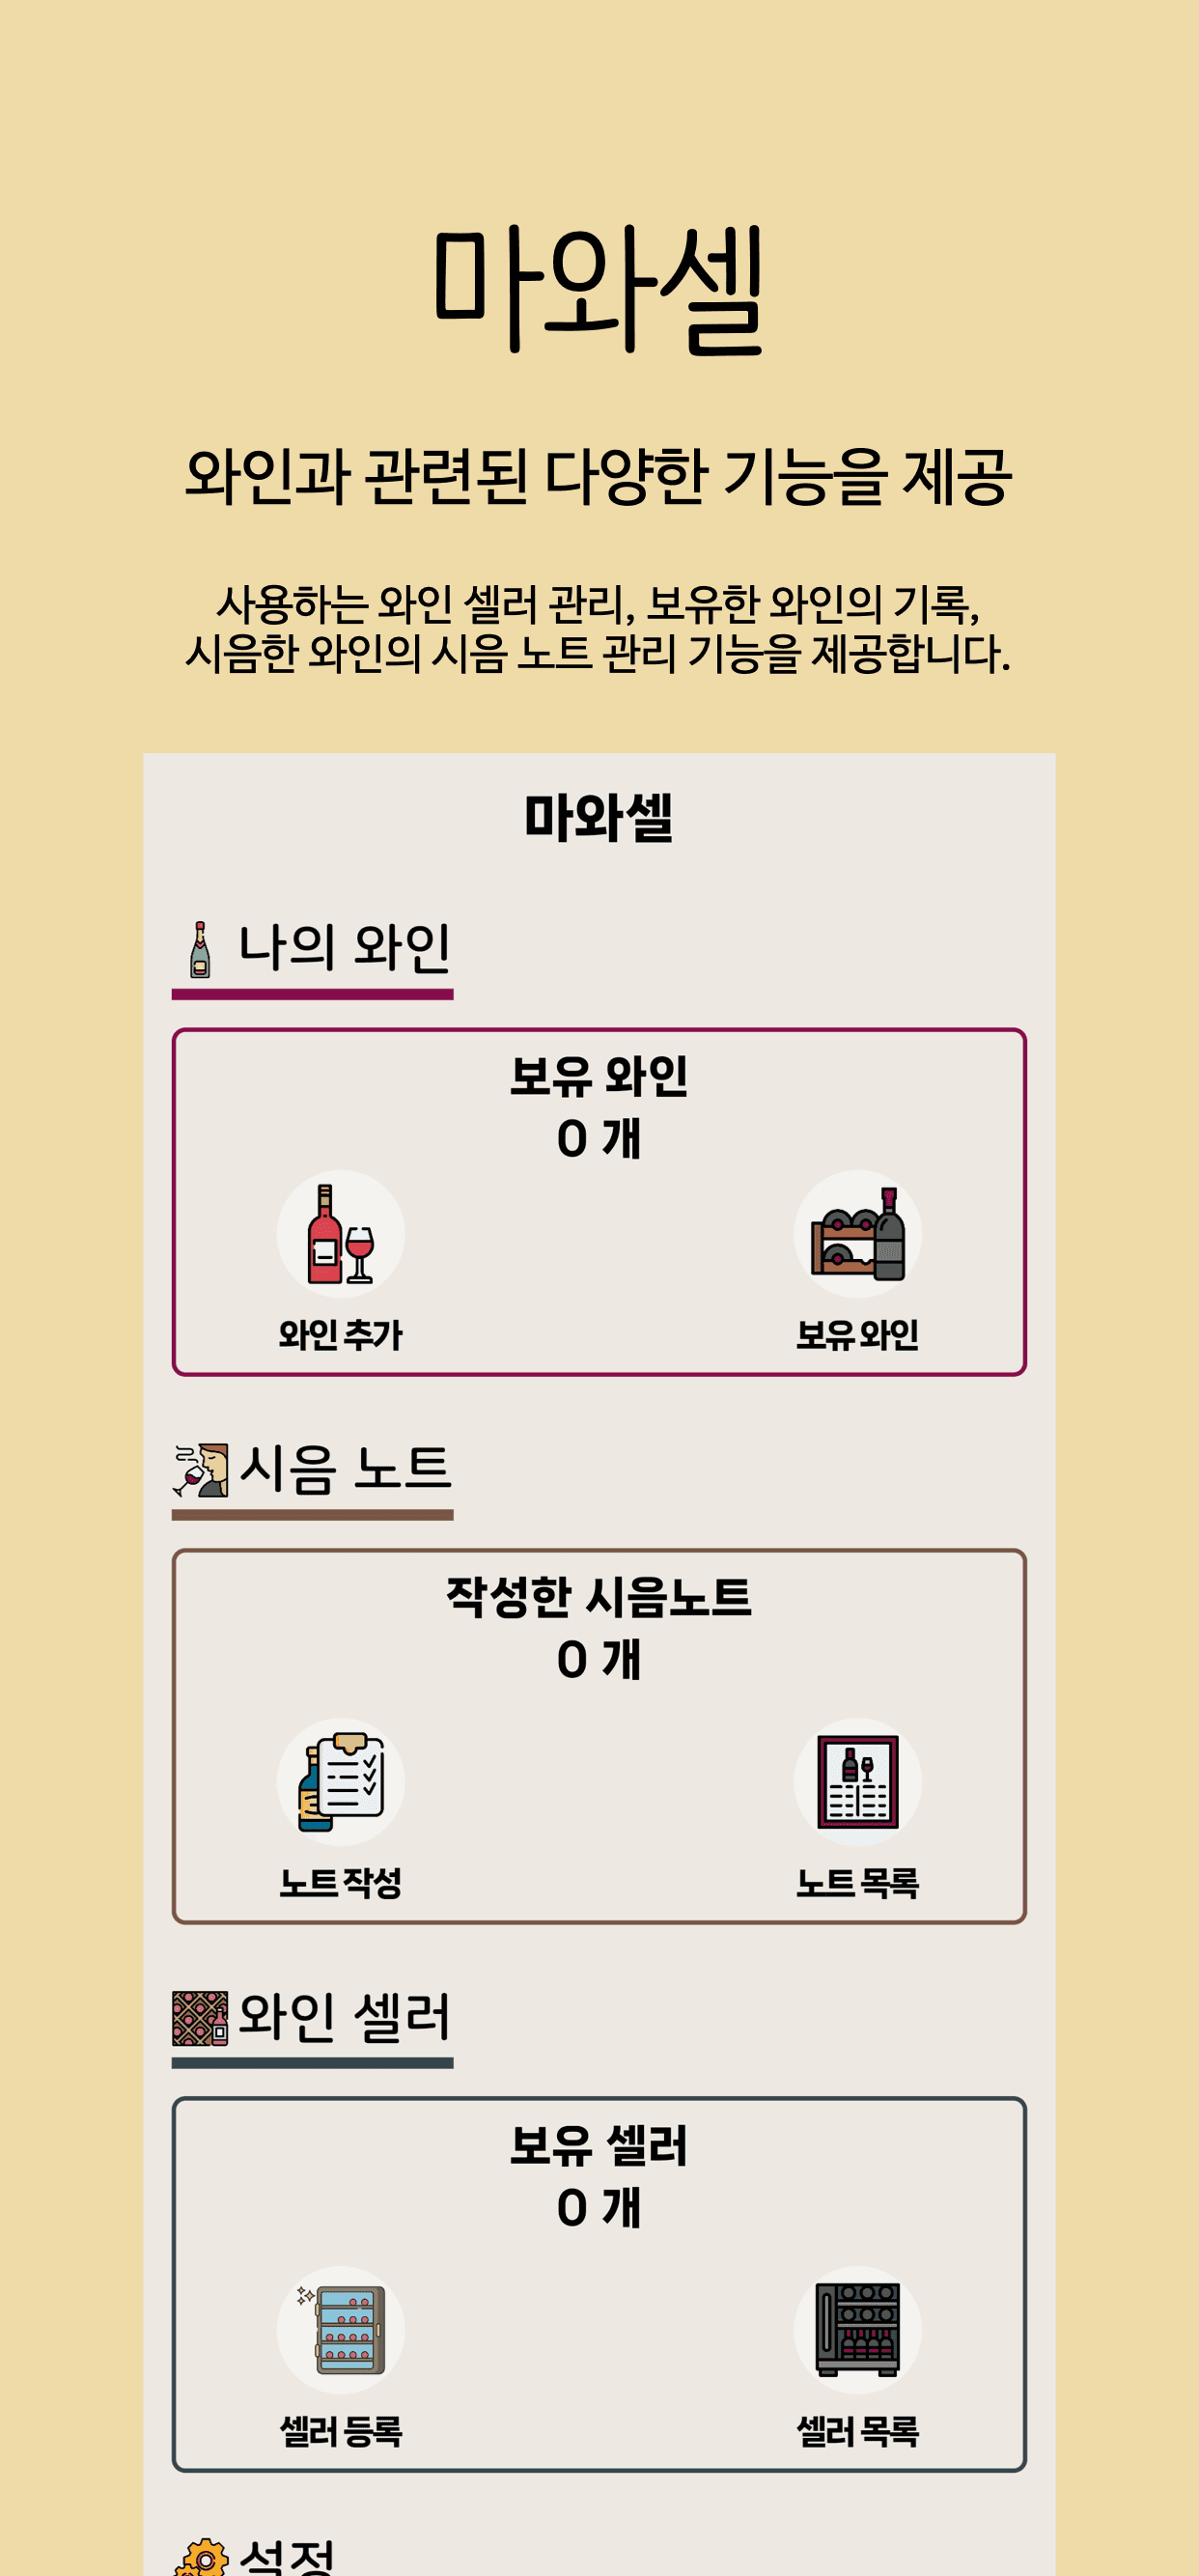 마와셀
와인과 관련된 다양한 기능을 제공
사용하는 와인 셀러 관리, 보유한 와인의 기록,
시음한 와인의 시음 노트 관리 기능을 제공합니다.
마와셀
나의 와인
보유 와인
0 개
와인 추가
보유 와인
시음 노트
작성한 시음노트
0 개
노트 작성
노트 목록
와인 셀러
보유 셀러
0 개
셀러 등록
셀러 목록
설정